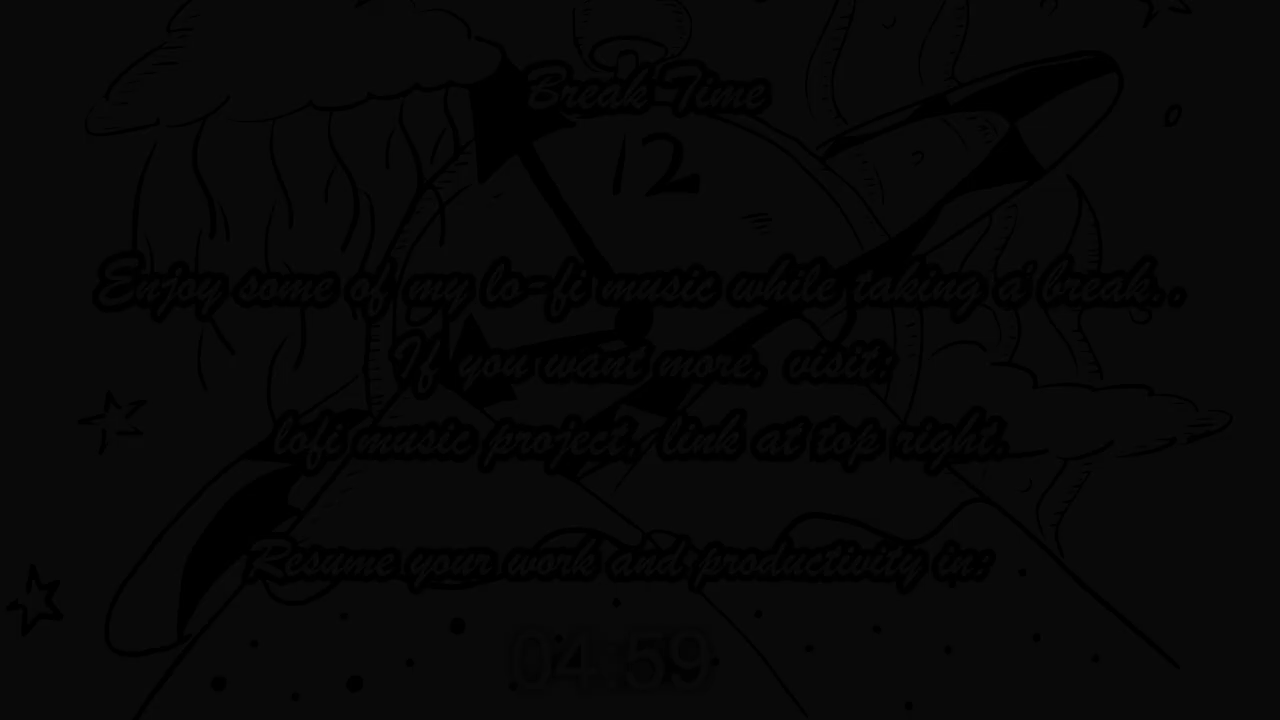 Break Time
12
Enjoy some of my lo-fi music while taking a break..
If you want more, visit:
lofi music project, link at top right.
Resume your work and productivity in:
04:59